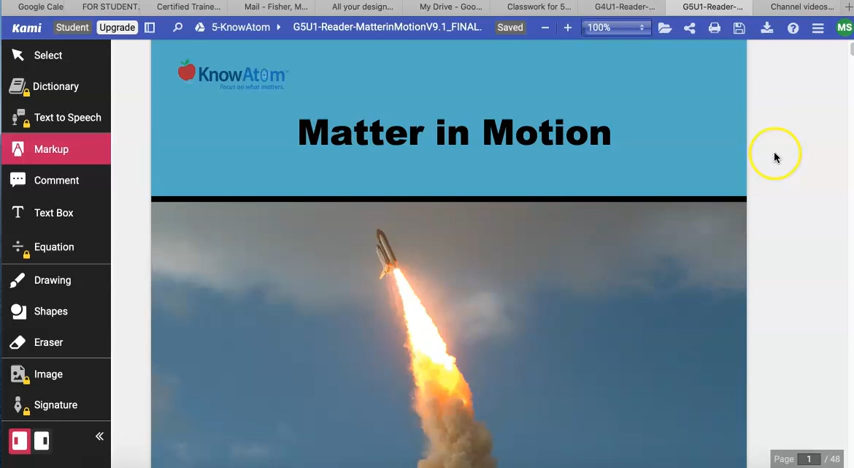 Google Cale
FOR STUDENT.
Certified Traine...
Mail - Fisher, M...
All your design...
My Drive - Goo...
Classwork for 5...
G4U1-Reader-...
G5U1-Reader-...
Channel videos...
+
Kami
Student
Upgrade
5-KnowAtom
G5U1-Reader-MatterinMotionV9.1_FINAL.
Saved
100%
MS
Select
Dictionary
Text to Speech
Markup
Comment
Text Box
Equation
Drawing
Shapes
Eraser
Image
Signature
KnowAtom™
Focus on what matters.
Matter in Motion
Page 1 / 48